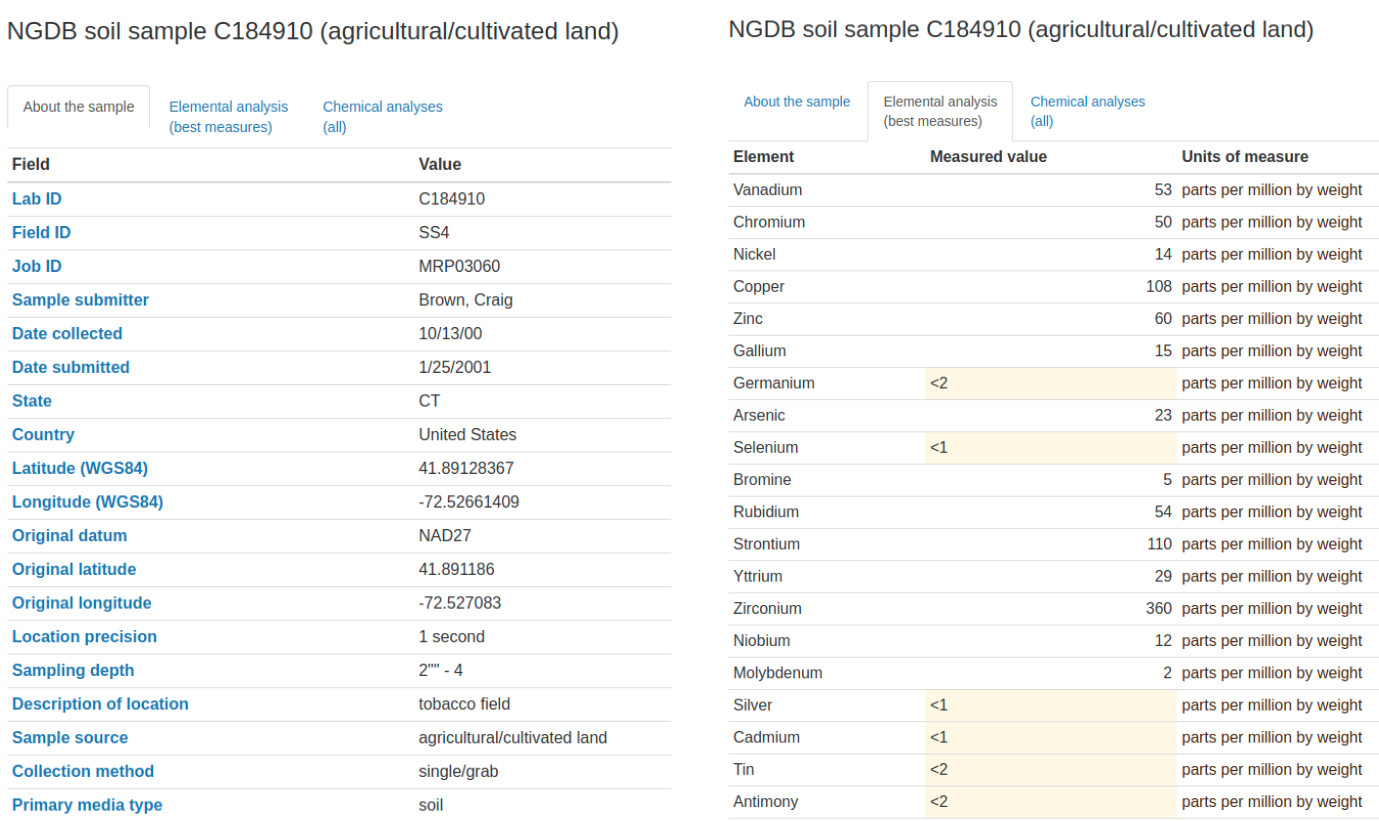 NGDB soil sample C184910 (agricultural/cultivated land)
About the sample
Elemental analysis
(best measures)
Chemical analyses
(all)
Field Value
Lab ID C184910
Field ID SS4
Job ID MRP03060
Sample submitter Brown, Craig
Date collected 10/13/00
Date submitted 1/25/2001
State CT
Country United States
Latitude (WGS84) 41.89128367
Longitude (WGS84) -72.52661409
Original datum NAD27
Original latitude 41.891186
Original longitude -72.527083
Location precision 1 second
Sampling depth 2"" - 4
Description of location tobacco field
Sample source agricultural/cultivated land
Collection method single/grab
Primary media type soil
NGDB soil sample C184910 (agricultural/cultivated land)
About the sample
Elemental analysis
(best measures)
Chemical analyses
(all)
Element Measured value Units of measure
Vanadium 53 parts per million by weight
Chromium 50 parts per million by weight
Nickel 14 parts per million by weight
Copper 108 parts per million by weight
Zinc 60 parts per million by weight
Gallium 15 parts per million by weight
Germanium <2 parts per million by weight
Arsenic 23 parts per million by weight
Selenium <1 parts per million by weight
Bromine 5 parts per million by weight
Rubidium 54 parts per million by weight
Strontium 110 parts per million by weight
Yttrium 29 parts per million by weight
Zirconium 360 parts per million by weight
Niobium 12 parts per million by weight
Molybdenum 2 parts per million by weight
Silver <1 parts per million by weight
Cadmium <1 parts per million by weight
Tin <2 parts per million by weight
Antimony <2 parts per million by weight